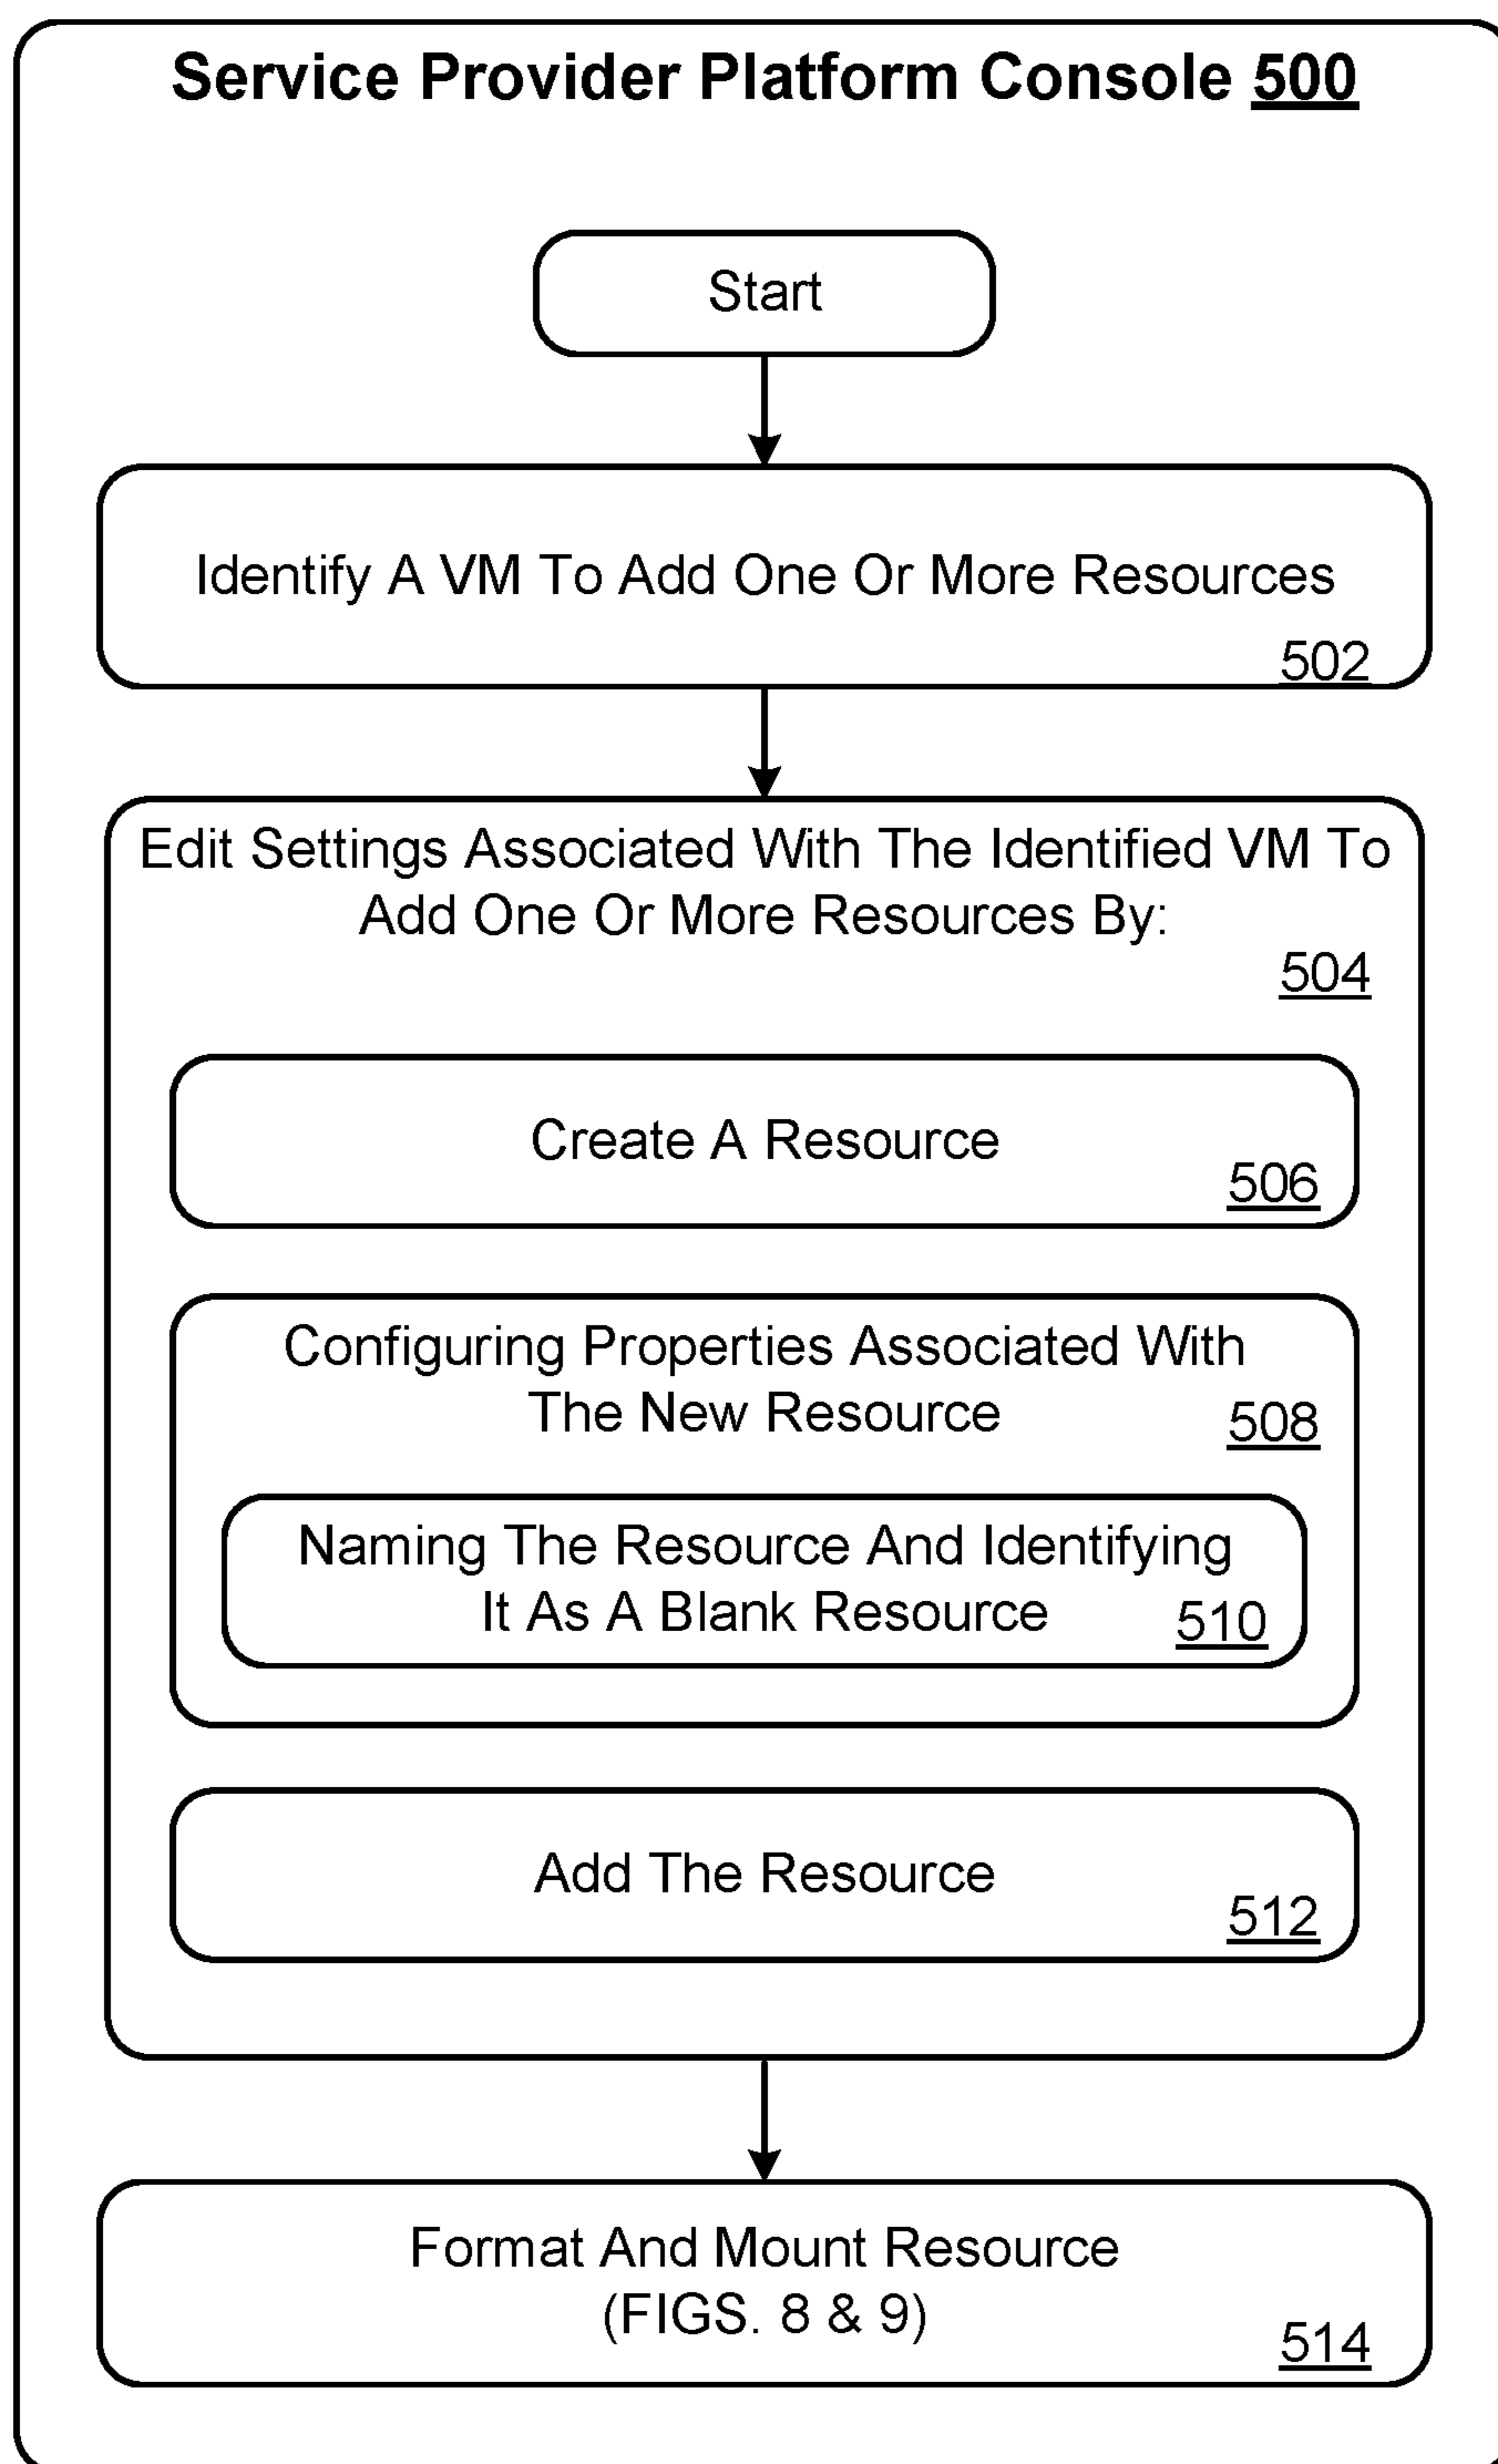 Service Provider Platform Console 500
Start
Identify A VM To Add One Or More Resources
502
Edit Settings Associated With The Identified VM To
Add One Or More Resources By:
504
Create A Resource
506
Configuring Properties Associated With
The New Resource
508
Naming The Resource And Identifying
It As A Blank Resource
510
Add The Resource
512
Format And Mount Resource
(FIGS. 8 & 9)
514